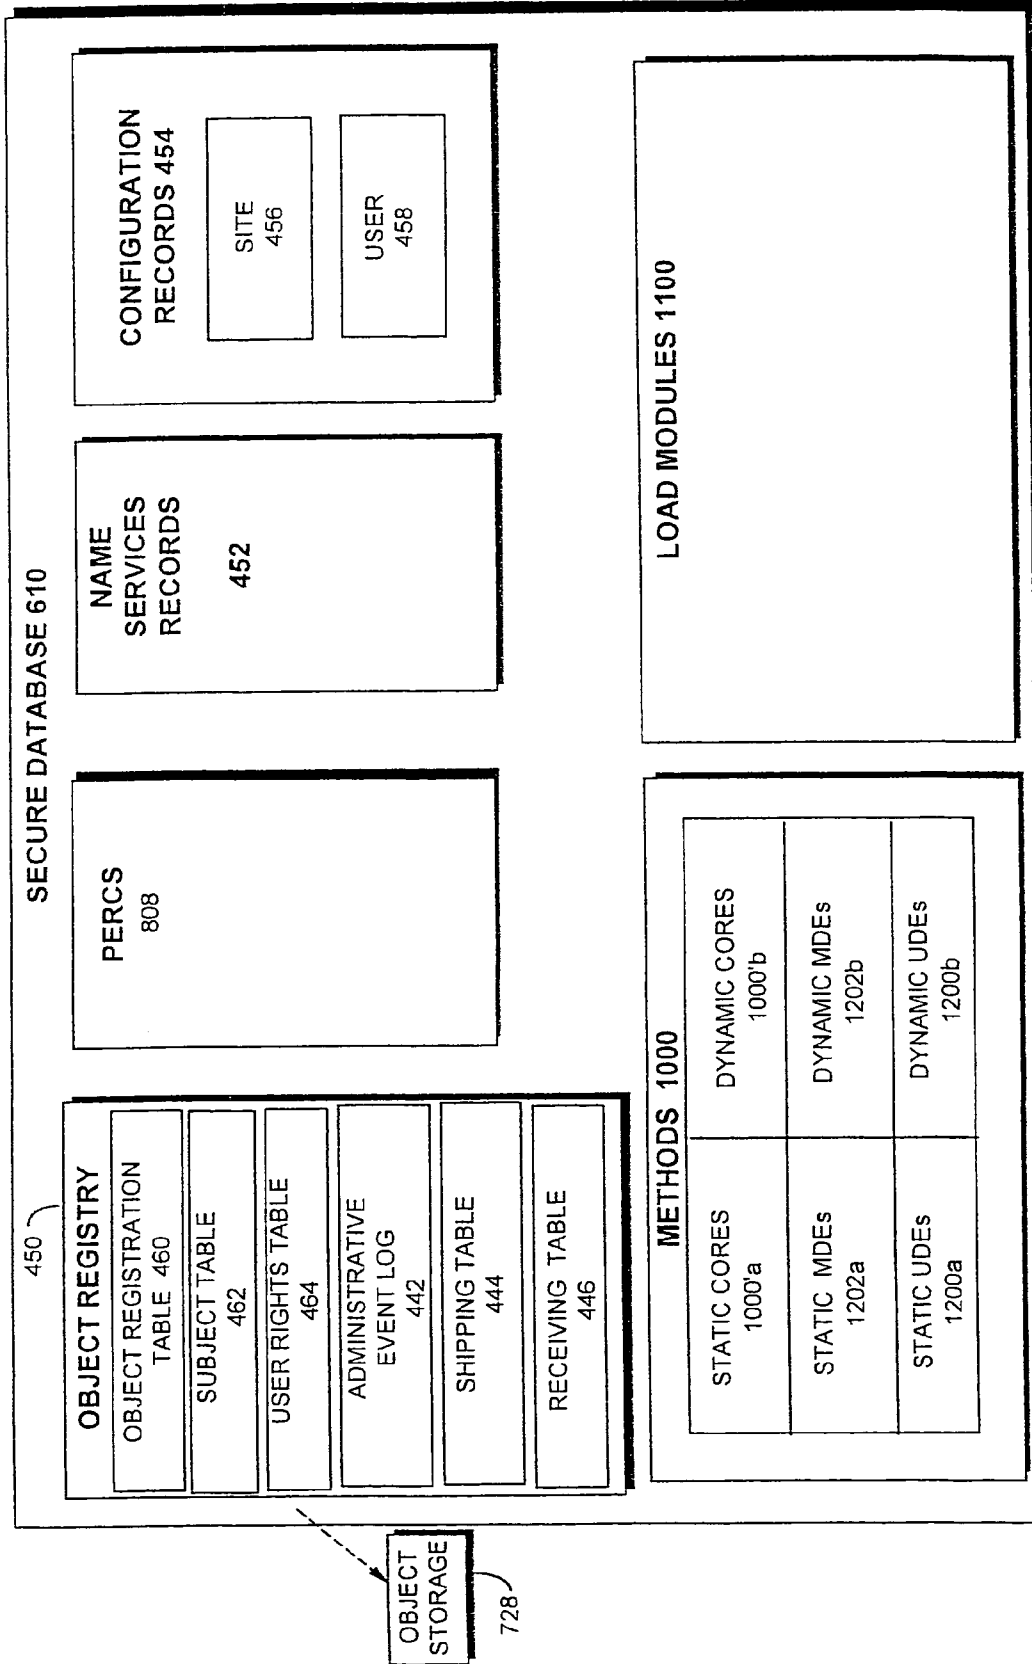 SECURE DATABASE 610
450
OBJECT REGISTRY
OBJECT REGISTRATION
TABLE 460
SUBJECT TABLE
462
USER RIGHTS TABLE
464
ADMINISTRATIVE
EVENT LOG
442
SHIPPING TABLE
444
RECEIVING TABLE
446
OBJECT
STORAGE
728
PERCS
808
NAME
SERVICES
RECORDS
452
CONFIGURATION
RECORDS 454
SITE
456
USER
458
METHODS 1000
STATIC CORES
1000'a
DYNAMIC CORES
1000'b
STATIC MDEs
1202a
DYNAMIC MDEs
1202b
STATIC UDEs
1200a
DYNAMIC UDEs
1200b
LOAD MODULES 1100